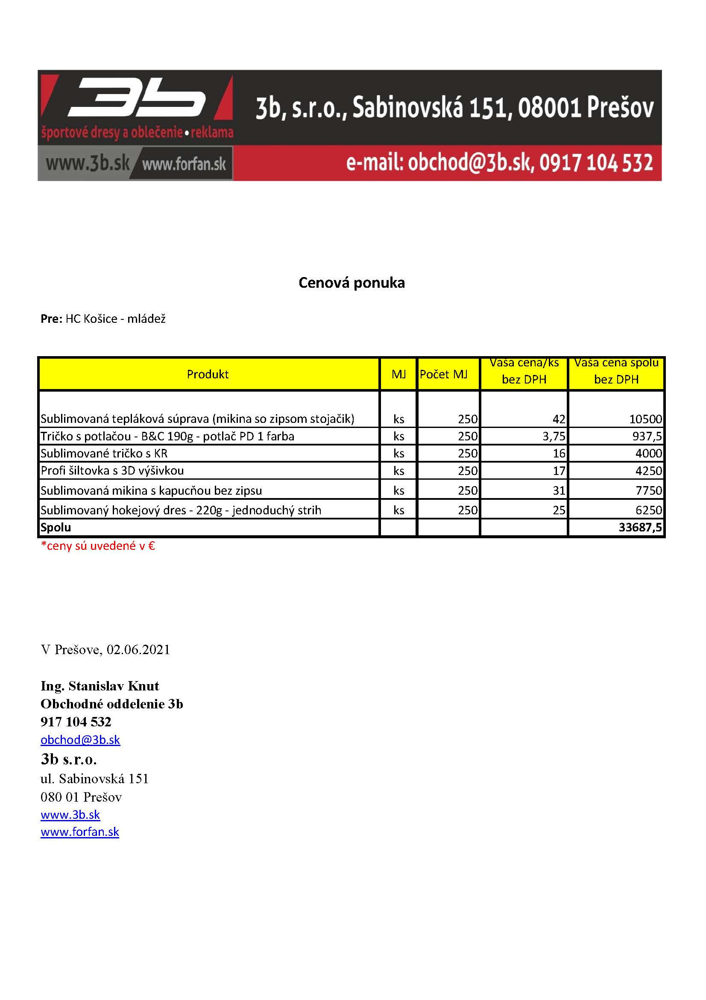 3b
športové dresy a oblečenie • reklama
3b, s.r.o., Sabinovská 151, 08001 Prešov
www.3b.sk www.forfan.sk
e-mail: obchod@3b.sk, 0917 104 532
Cenová ponuka
Pre: HC Košice - mládež
Produkt MJ Počet MJ Vaša cena/ks bez DPH Vaša cena spolu bez DPH
Sublimovaná tepláková súprava (mikina so zipsom stojačik) ks 250 42 10500
Tričko s potlačou - B&C 190g - potlač PD 1 farba ks 250 3,75 937,5
Sublimované tričko s KR ks 250 16 4000
Profi šiltovka s 3D výšivkou ks 250 17 4250
Sublimovaná mikina s kapucňou bez zipsu ks 250 31 7750
Sublimovaný hokejový dres - 220g - jednoduchý strih ks 250 25 6250
Spolu 33687,5
*ceny sú uvedené v €
V Prešove, 02.06.2021
Ing. Stanislav Knut
Obchodné oddelenie 3b
917 104 532
obchod@3b.sk
3b s.r.o.
ul. Sabinovská 151
080 01 Prešov
www.3b.sk
www.forfan.sk